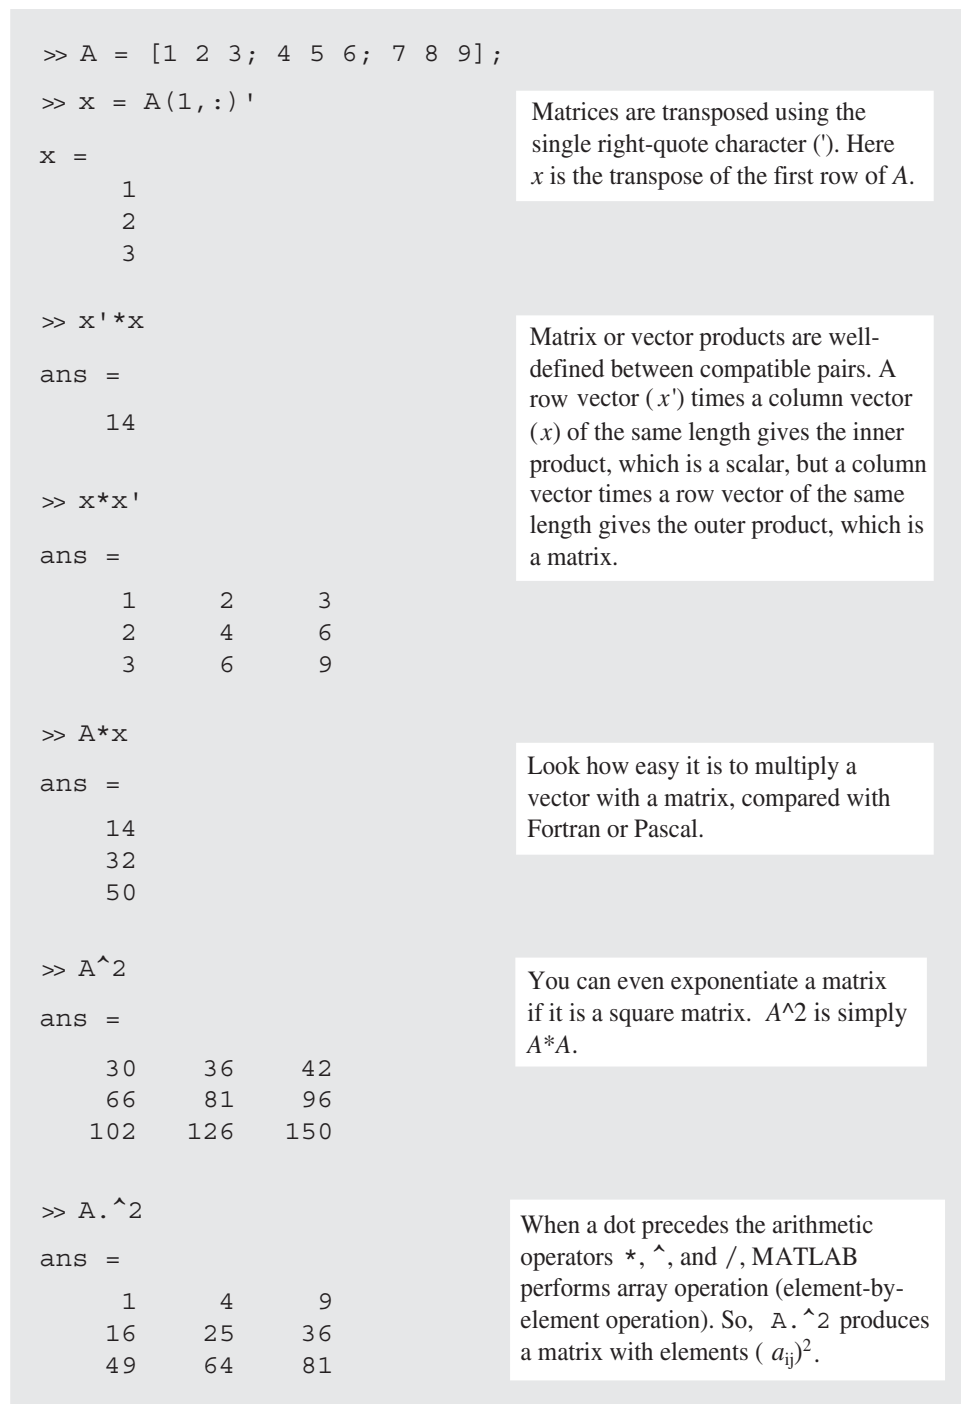 >> A = [1 2 3; 4 5 6; 7 8 9];
>> x = A(1,:)'
x =
1
2
3
Matrices are transposed using the
single right-quote character ('). Here
x is the transpose of the first row of A.
>> x'*x
ans =
14
>> x*x'
ans =
1 2 3
2 4 6
3 6 9
Matrix or vector products are well-
defined between compatible pairs. A
row vector (x') times a column vector
(x) of the same length gives the inner
product, which is a scalar, but a column
vector times a row vector of the same
length gives the outer product, which is
a matrix.
>> A*x
ans =
14
32
50
Look how easy it is to multiply a
vector with a matrix, compared with
Fortran or Pascal.
>> A^2
ans =
30 36 42
66 81 96
102 126 150
You can even exponentiate a matrix
if it is a square matrix. A^2 is simply
A*A.
>> A.^2
ans =
1 4 9
16 25 36
49 64 81
When a dot precedes the arithmetic
operators *, ^, and /, MATLAB
performs array operation (element-by-
element operation). So, A.^2 produces
a matrix with elements ( aij)².